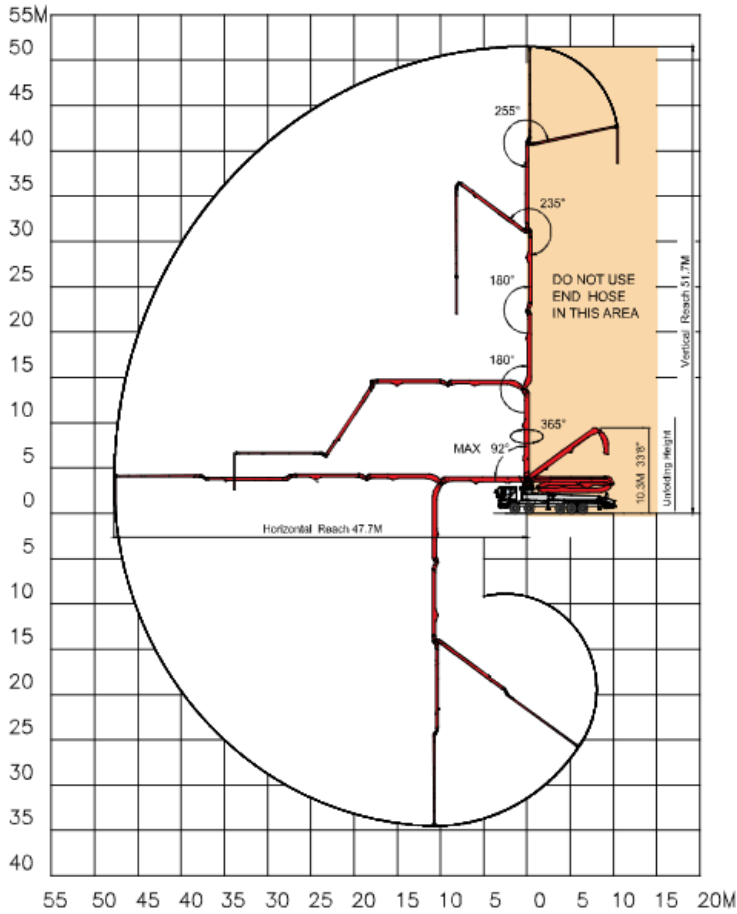 55M
50
45
40
35
30
25
20
15
10
5
0
5
10
15
20
25
30
35
40
255°
235°
180°
DO NOT USE
END HOSE
IN THIS AREA
180°
365°
MAX 92°
Vertical Reach 51.7M
10.3M 33'8"
Unfolding Height
Horizontal Reach 47.7M
55 50 45 40 35 30 25 20 15 10 5 0 5 10 15 20M